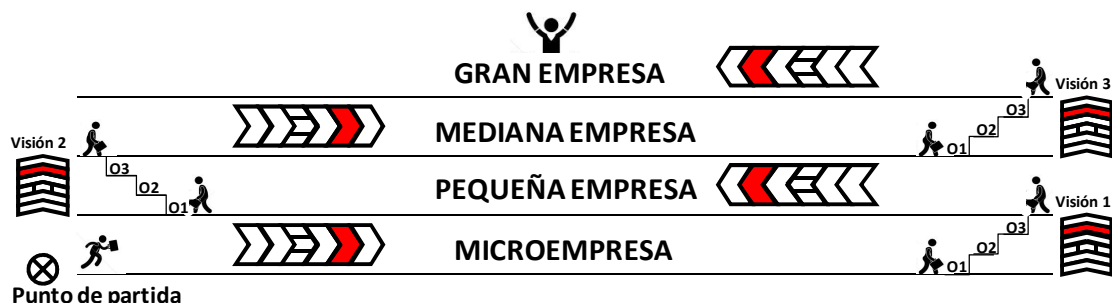 GRAN EMPRESA
Visión 3
O3
MEDIANA EMPRESA
O2
Visión 2
O1
O3
PEQUEÑA EMPRESA
O2
O1
Visión 1
O3
MICROEMPRESA
O2
O1
Punto de partida